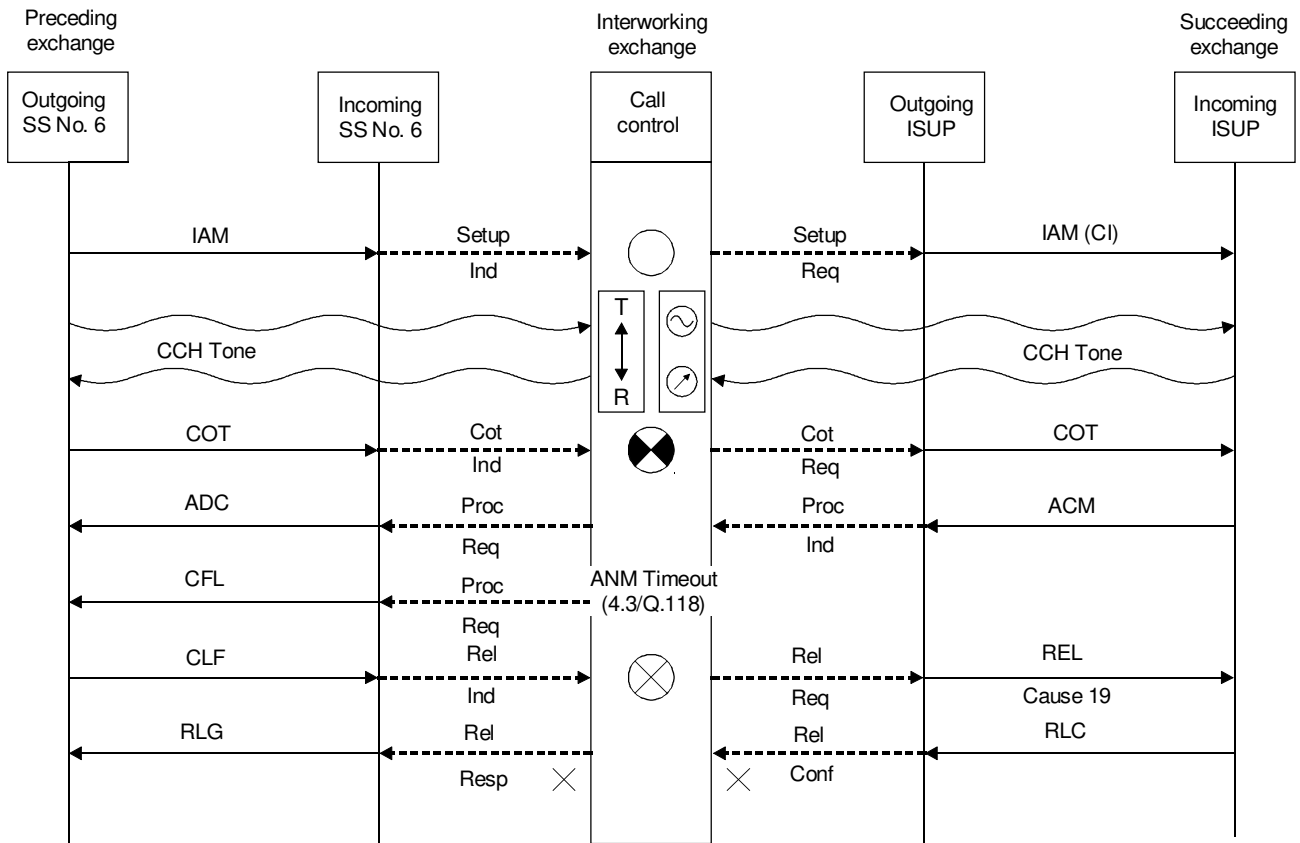 Preceding
exchange
Interworking
exchange
Succeeding
exchange
Outgoing
SS No. 6
Incoming
SS No. 6
Call
control
Outgoing
ISUP
Incoming
ISUP
IAM
Setup
Ind
Setup
Req
IAM (CI)
T
R
CCH Tone
CCH Tone
COT
Cot
Ind
Cot
Req
COT
ADC
Proc
Req
Proc
Ind
ACM
CFL
Proc
Req
ANM Timeout
(4.3/Q.118)
CLF
Rel
Ind
Rel
Req
REL
Cause 19
RLG
Rel
Resp
Rel
Conf
RLC